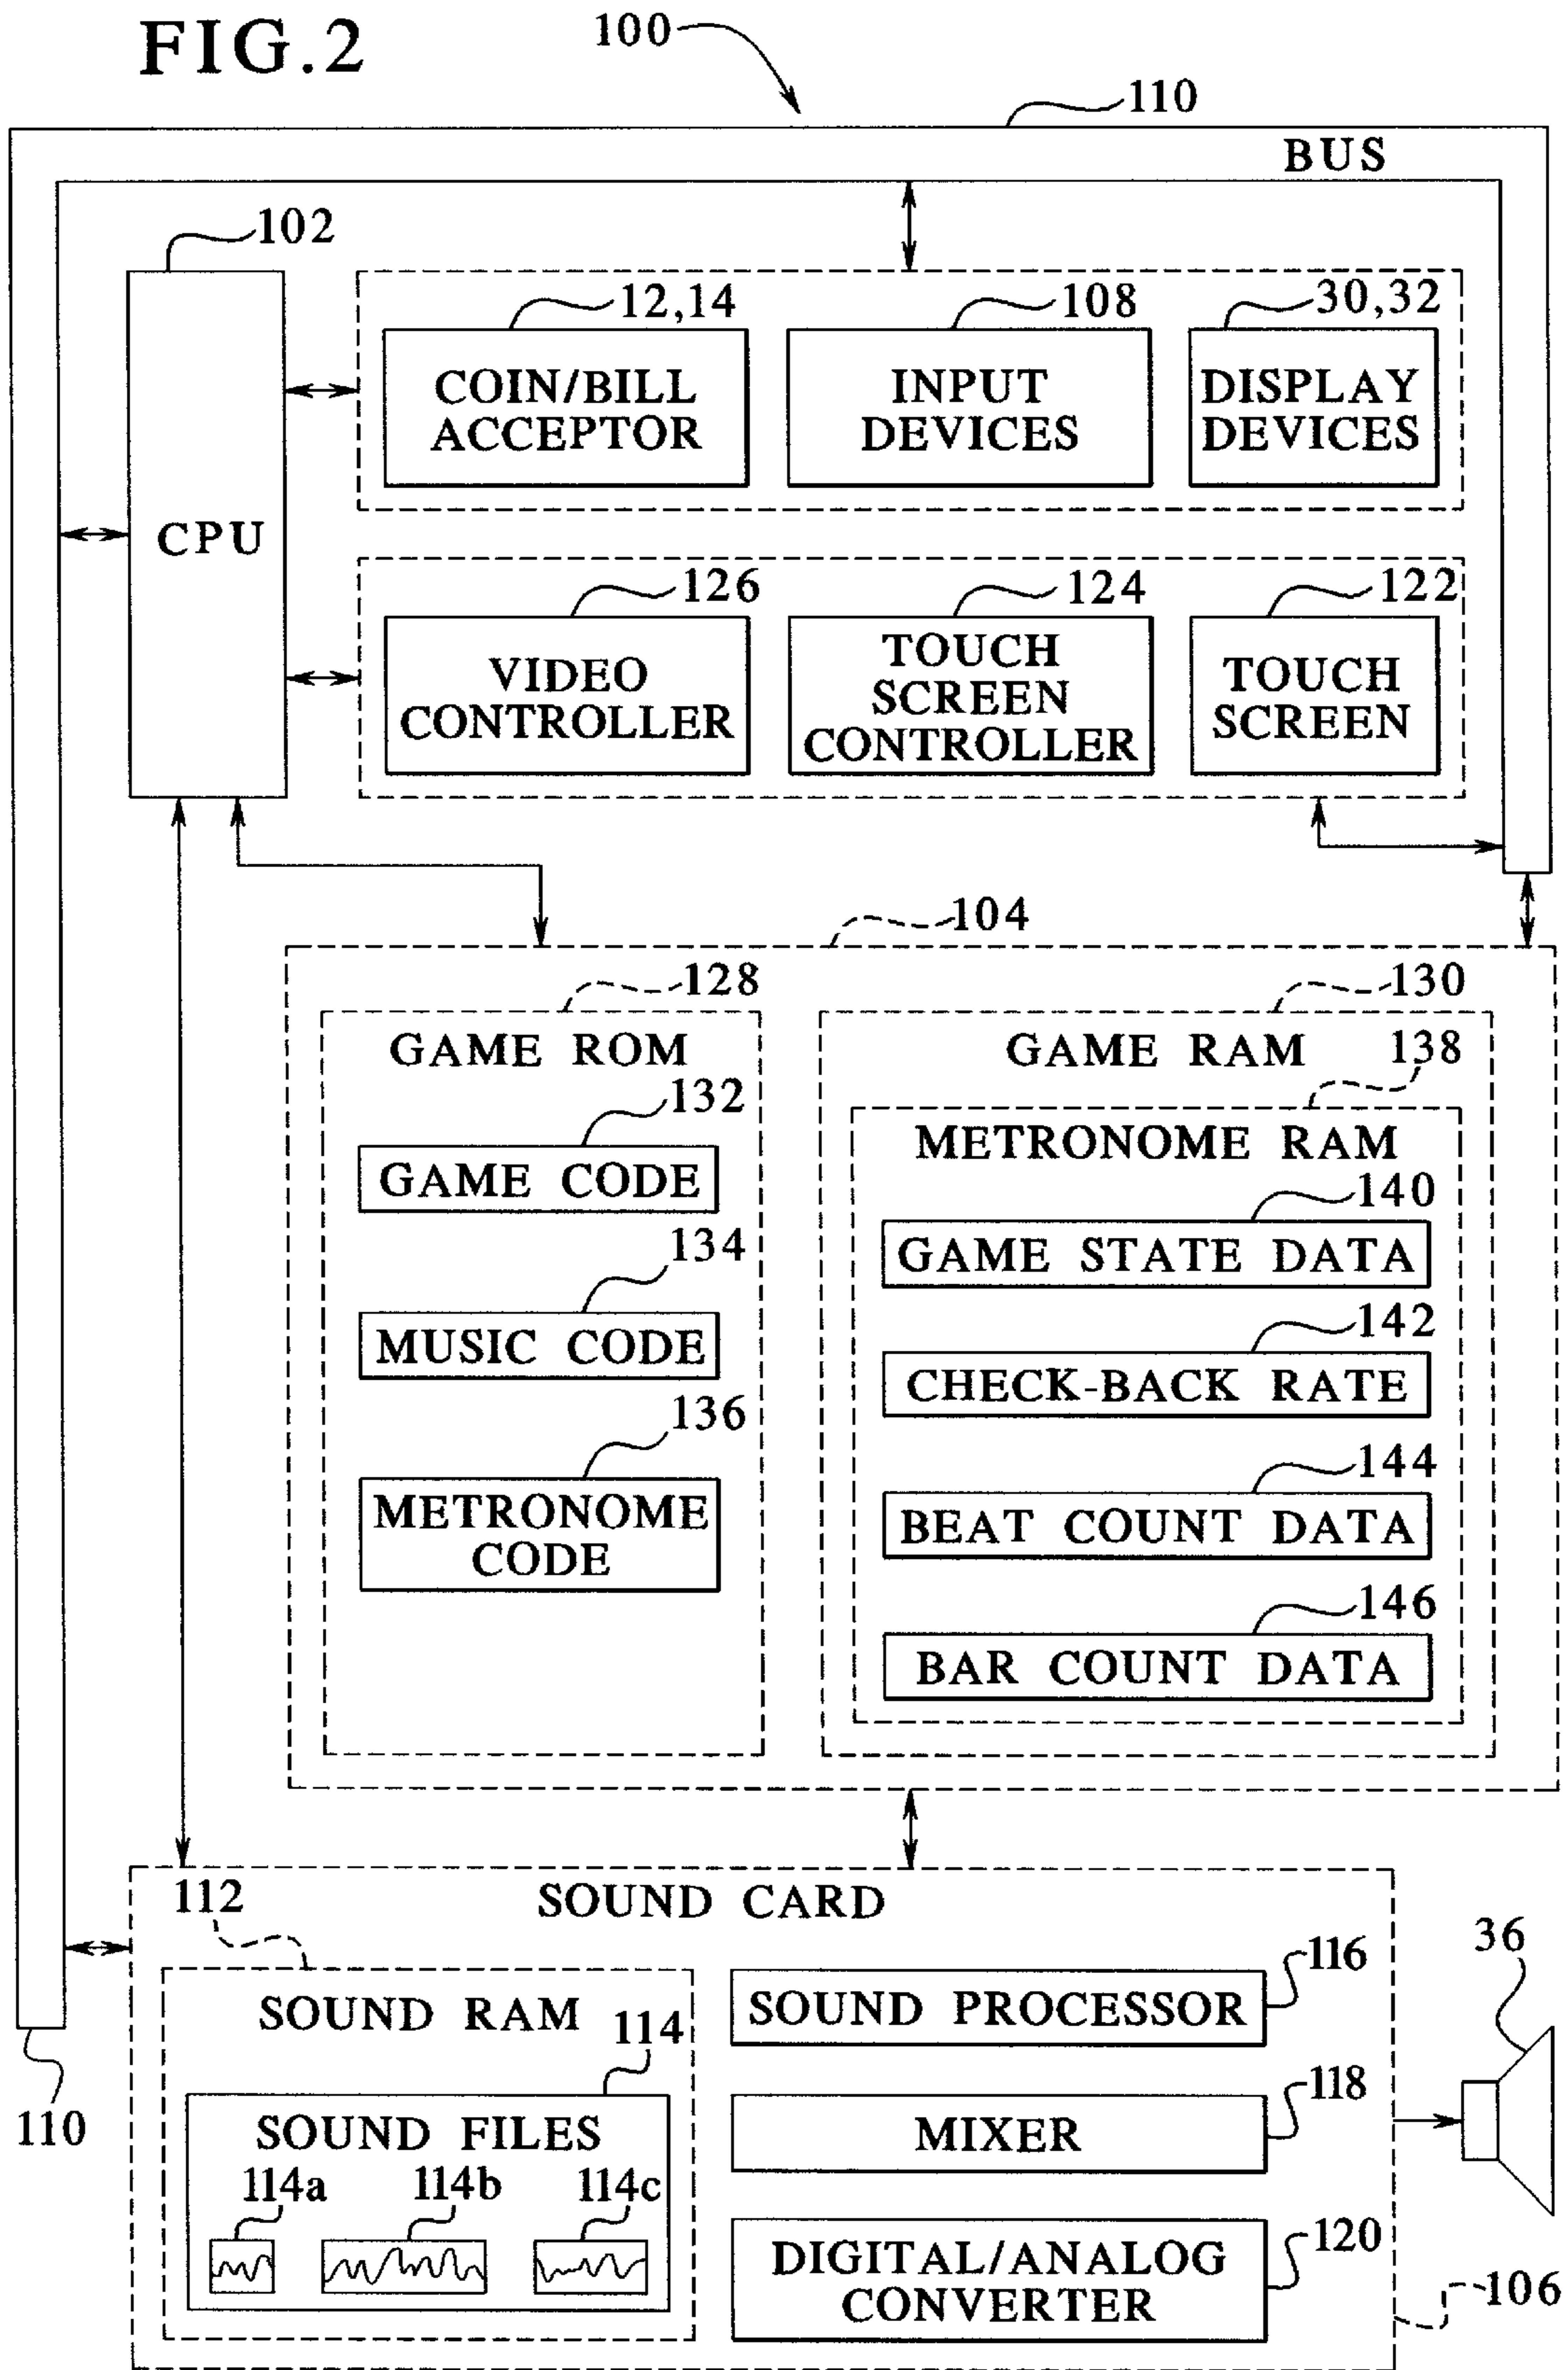 FIG.2
100
110
BUS
102
CPU
12,14
108
30,32
COIN/BILL
ACCEPTOR
INPUT
DEVICES
DISPLAY
DEVICES
126
124
122
VIDEO
CONTROLLER
TOUCH
SCREEN
CONTROLLER
TOUCH
SCREEN
104
128
GAME ROM
132
GAME CODE
134
MUSIC CODE
136
METRONOME
CODE
130
GAME RAM
138
METRONOME RAM
140
GAME STATE DATA
142
CHECK-BACK RATE
144
BEAT COUNT DATA
146
BAR COUNT DATA
112
SOUND CARD
SOUND RAM
114
SOUND FILES
114a
114b
114c
116
SOUND PROCESSOR
118
MIXER
120
DIGITAL/ANALOG
CONVERTER
36
110
106